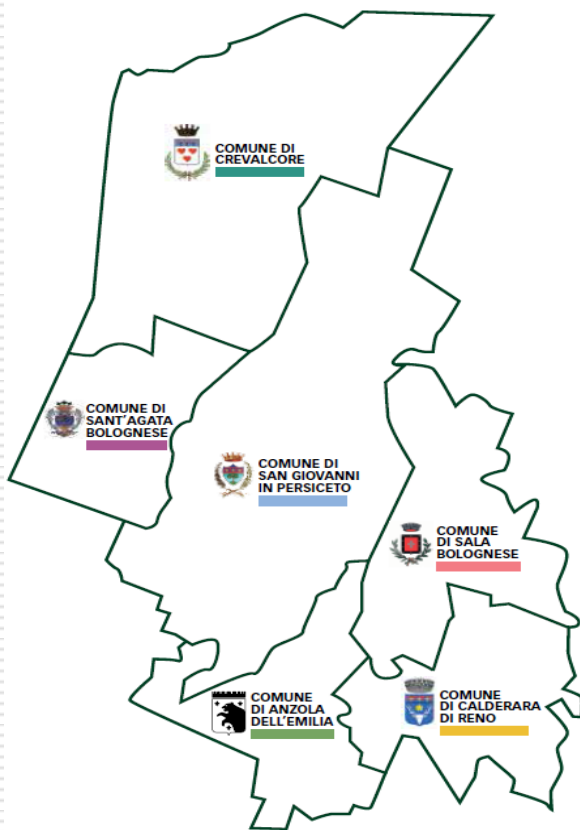 COMUNE DI
CREVALCORE
COMUNE DI
SANT'AGATA
BOLOGNESE
COMUNE DI
SAN GIOVANNI
IN PERSICETO
COMUNE
DI SALA
BOLOGNESE
COMUNE
DI ANZOLA
DELL'EMILIA
COMUNE
DI CALDERARA
DI RENO